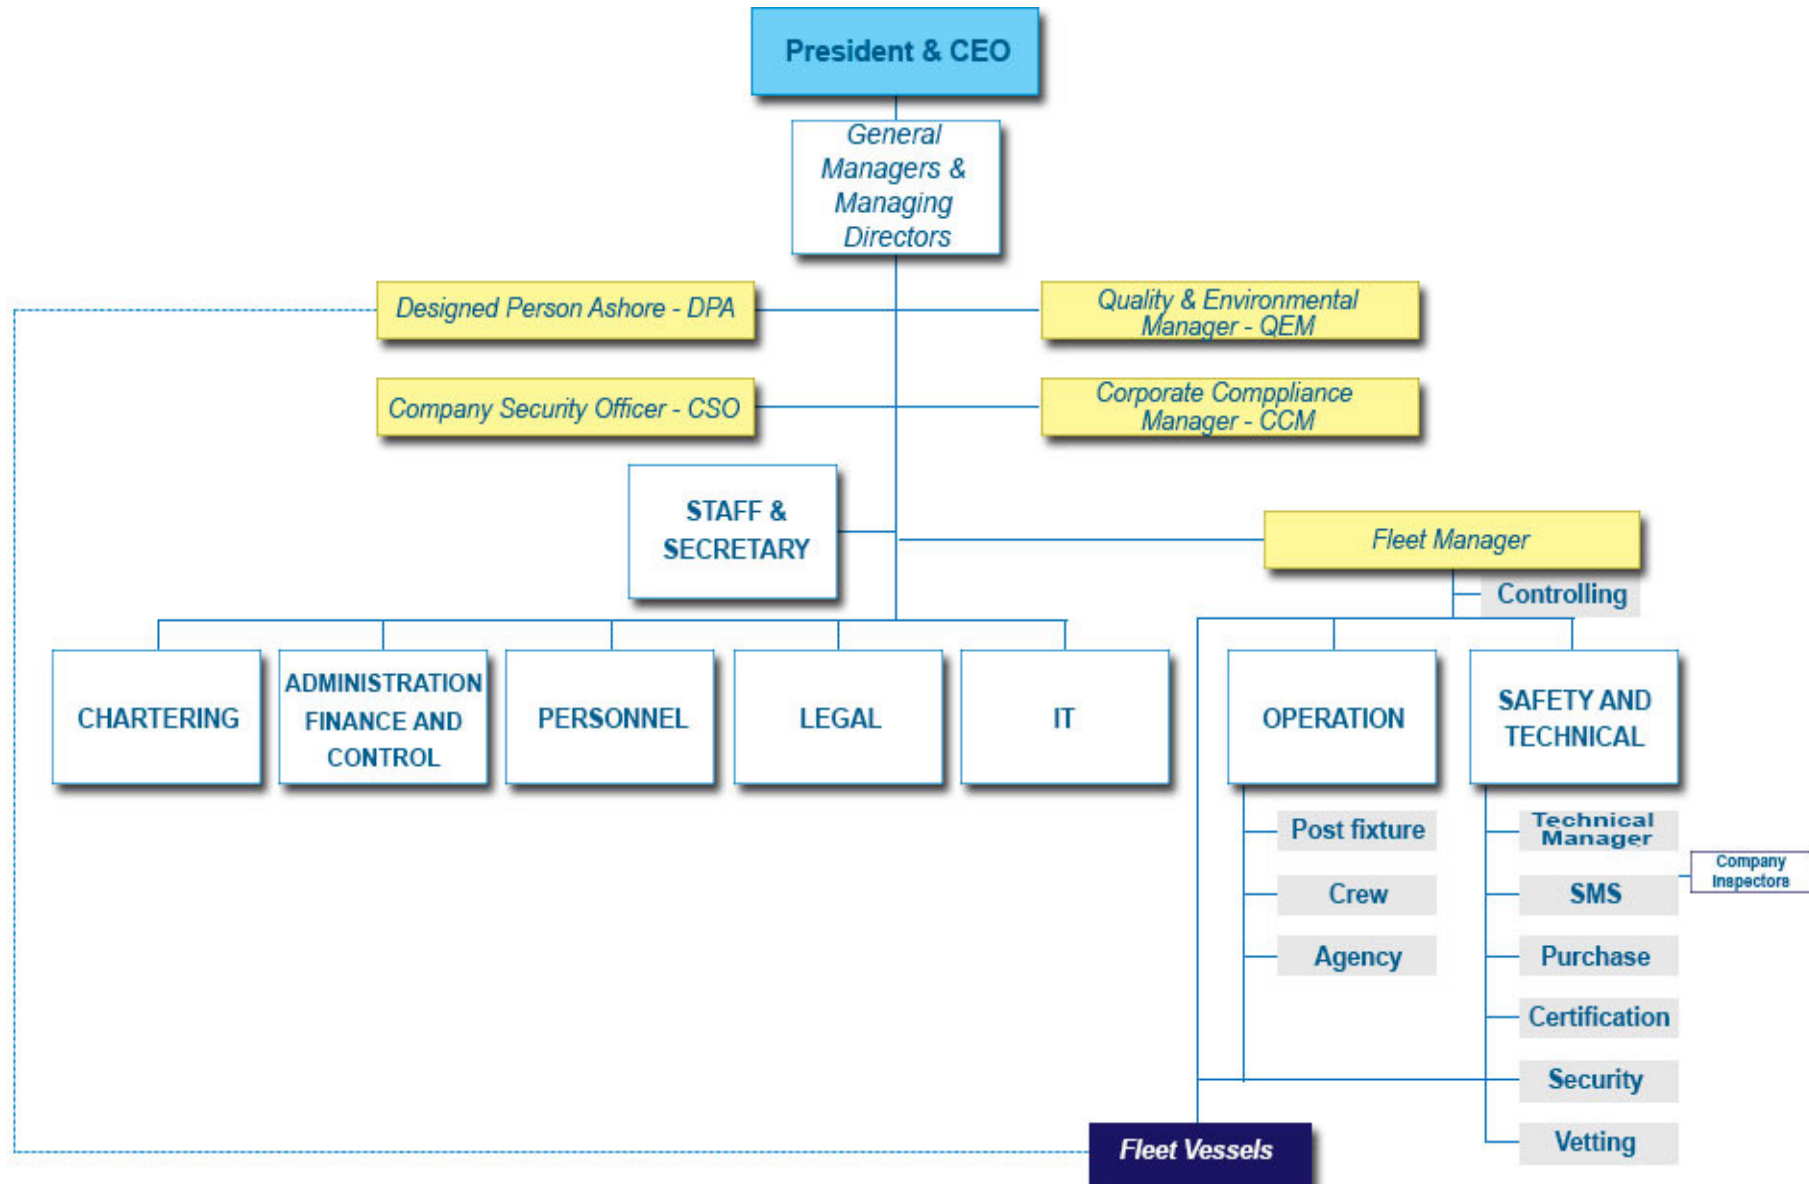 President & CEO
General
Managers &
Managing
Directors
Designed Person Ashore - DPA
Quality & Environmental
Manager - QEM
Company Security Officer - CSO
Corporate Comppliance
Manager - CCM
STAFF &
SECRETARY
Fleet Manager
Controlling
CHARTERING
ADMINISTRATION
FINANCE AND
CONTROL
PERSONNEL
LEGAL
IT
OPERATION
SAFETY AND
TECHNICAL
Post fixture
Crew
Agency
Technical
Manager
Company
Inspectors
SMS
Purchase
Certification
Security
Vetting
Fleet Vessels